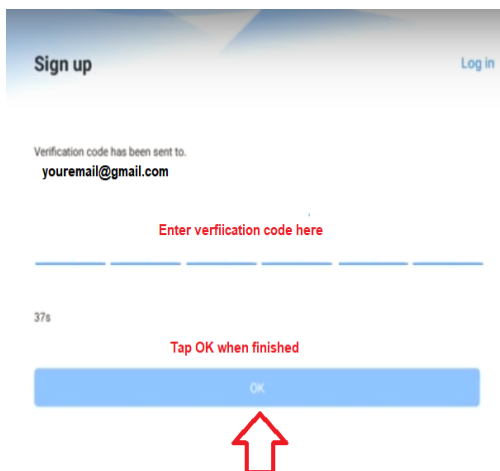 Sign up
Log in
Verification code has been sent to.
youremail@gmail.com
Enter verfiication code here
37s
Tap OK when finished
OK